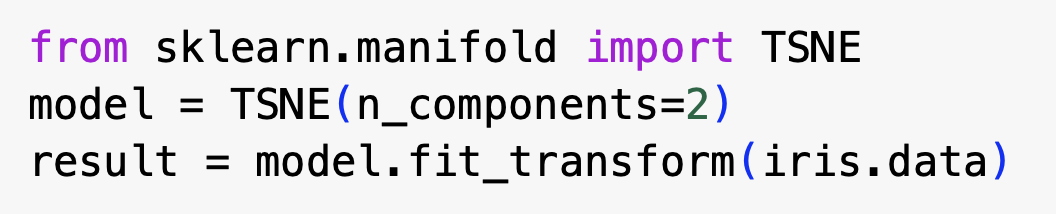 from sklearn.manifold import TSNE
model = TSNE(n_components=2)
result = model.fit_transform(iris.data)